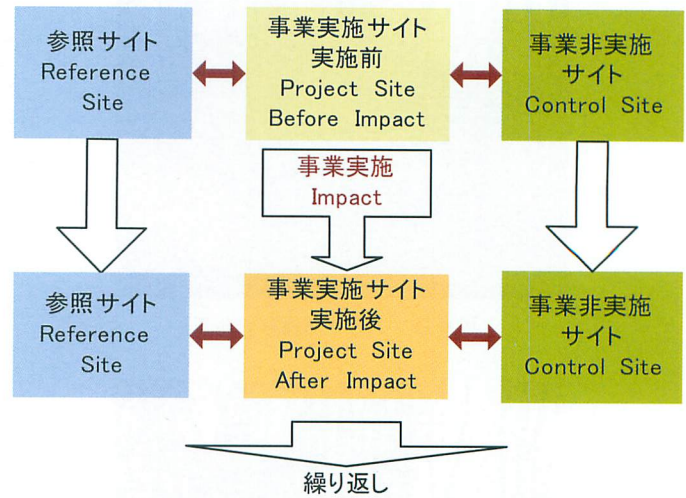 参照サイト
Reference
Site
事業実施サイト
実施前
Project Site
Before Impact
事業非実施
サイト
Control Site
事業実施
Impact
参照サイト
Reference
Site
事業実施サイト
実施後
Project Site
After Impact
事業非実施
サイト
Control Site
繰り返し